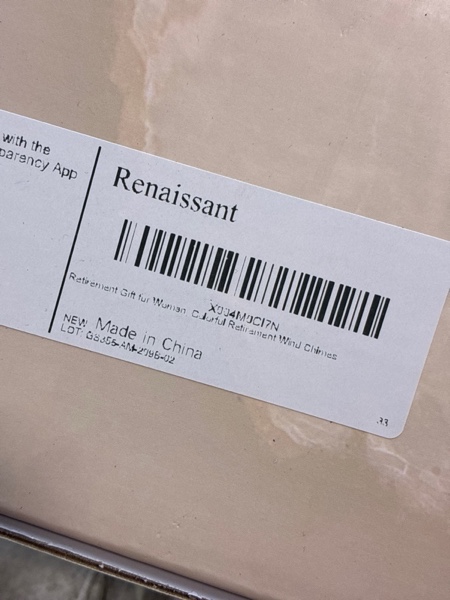 with the
parency App
Renaissant
Retirement Gift for Woman, Colorful Retirement Wind Chimes
NEW Made in China
33